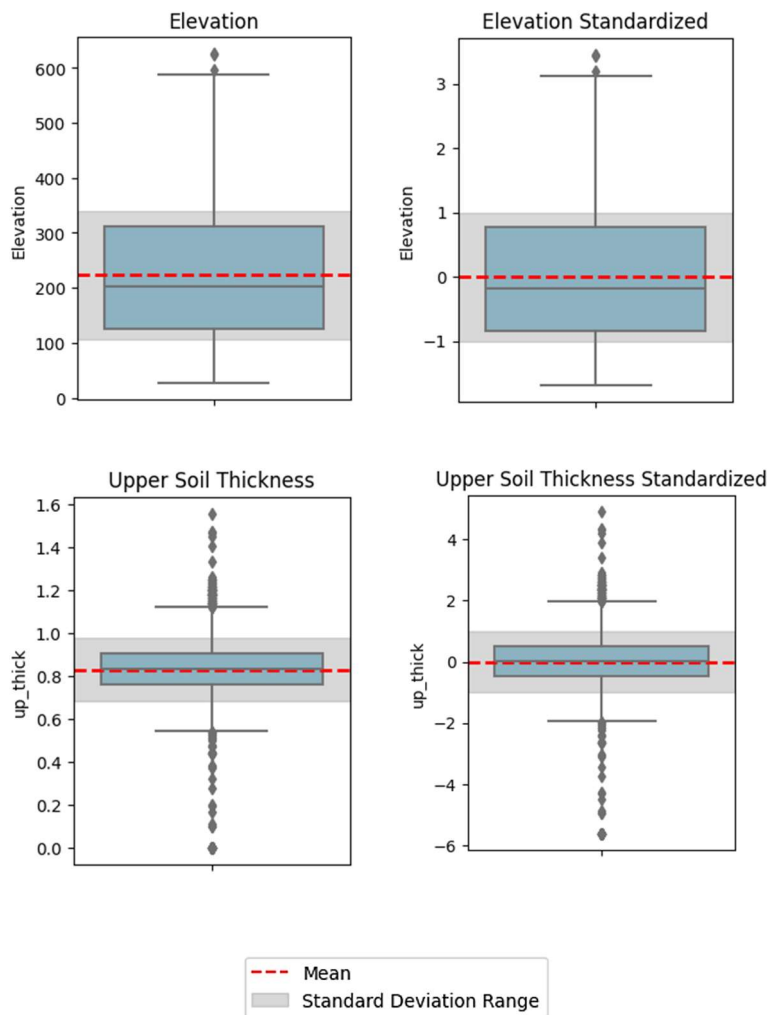 Elevation
Elevation Standardized
600
500
400
300
200
100
0
Elevation
3
2
1
0
−1
Elevation
Upper Soil Thickness
Upper Soil Thickness Standardized
1.6
1.4
1.2
1.0
0.8
0.6
0.4
0.2
0.0
up_thick
4
2
0
−2
−4
−6
up_thick
Mean
Standard Deviation Range